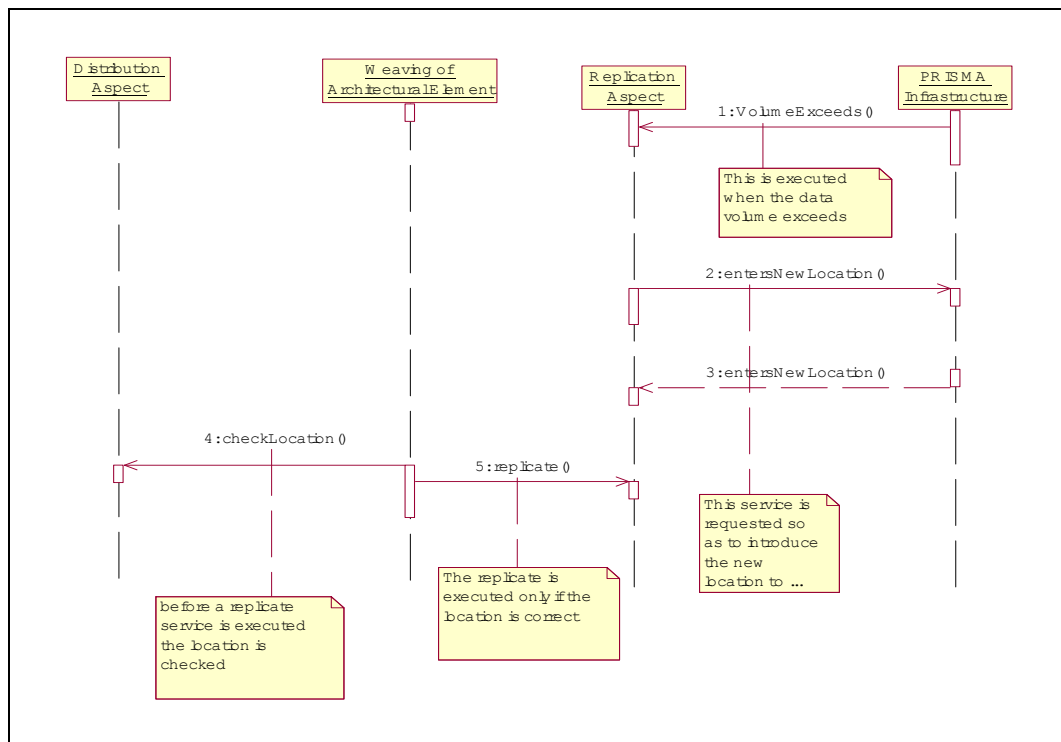 Distribution
Aspect
Weaving of
ArchitecturalElement
Replication
Aspect
PRISMA
Infrastructure
1:VolumeExceeds()
This is executed
when the data
volume exceeds
2:entersNewLocation()
3:entersNewLocation()
4:checkLocation()
5:replicate()
This service is
requested so
as to introduce
the new
location to ...
The replicate is
executed only if the
location is correct
before a replicate
service is executed
the location is
checked